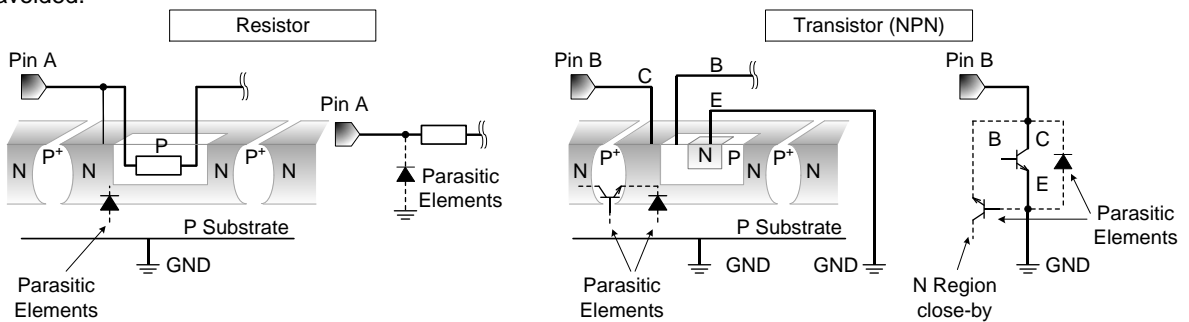 avoided.
Resistor
Transistor (NPN)
Pin A
Pin A
Pin B
C
B
E
Pin B
B
C
E
N
P+
N
P
N
P+
N
N
P+
N
N
P
P+
N
Parasitic
Elements
P Substrate
GND
Parasitic
Elements
P Substrate
GND
GND
Parasitic
Elements
Parasitic
Elements
GND
N Region
close-by